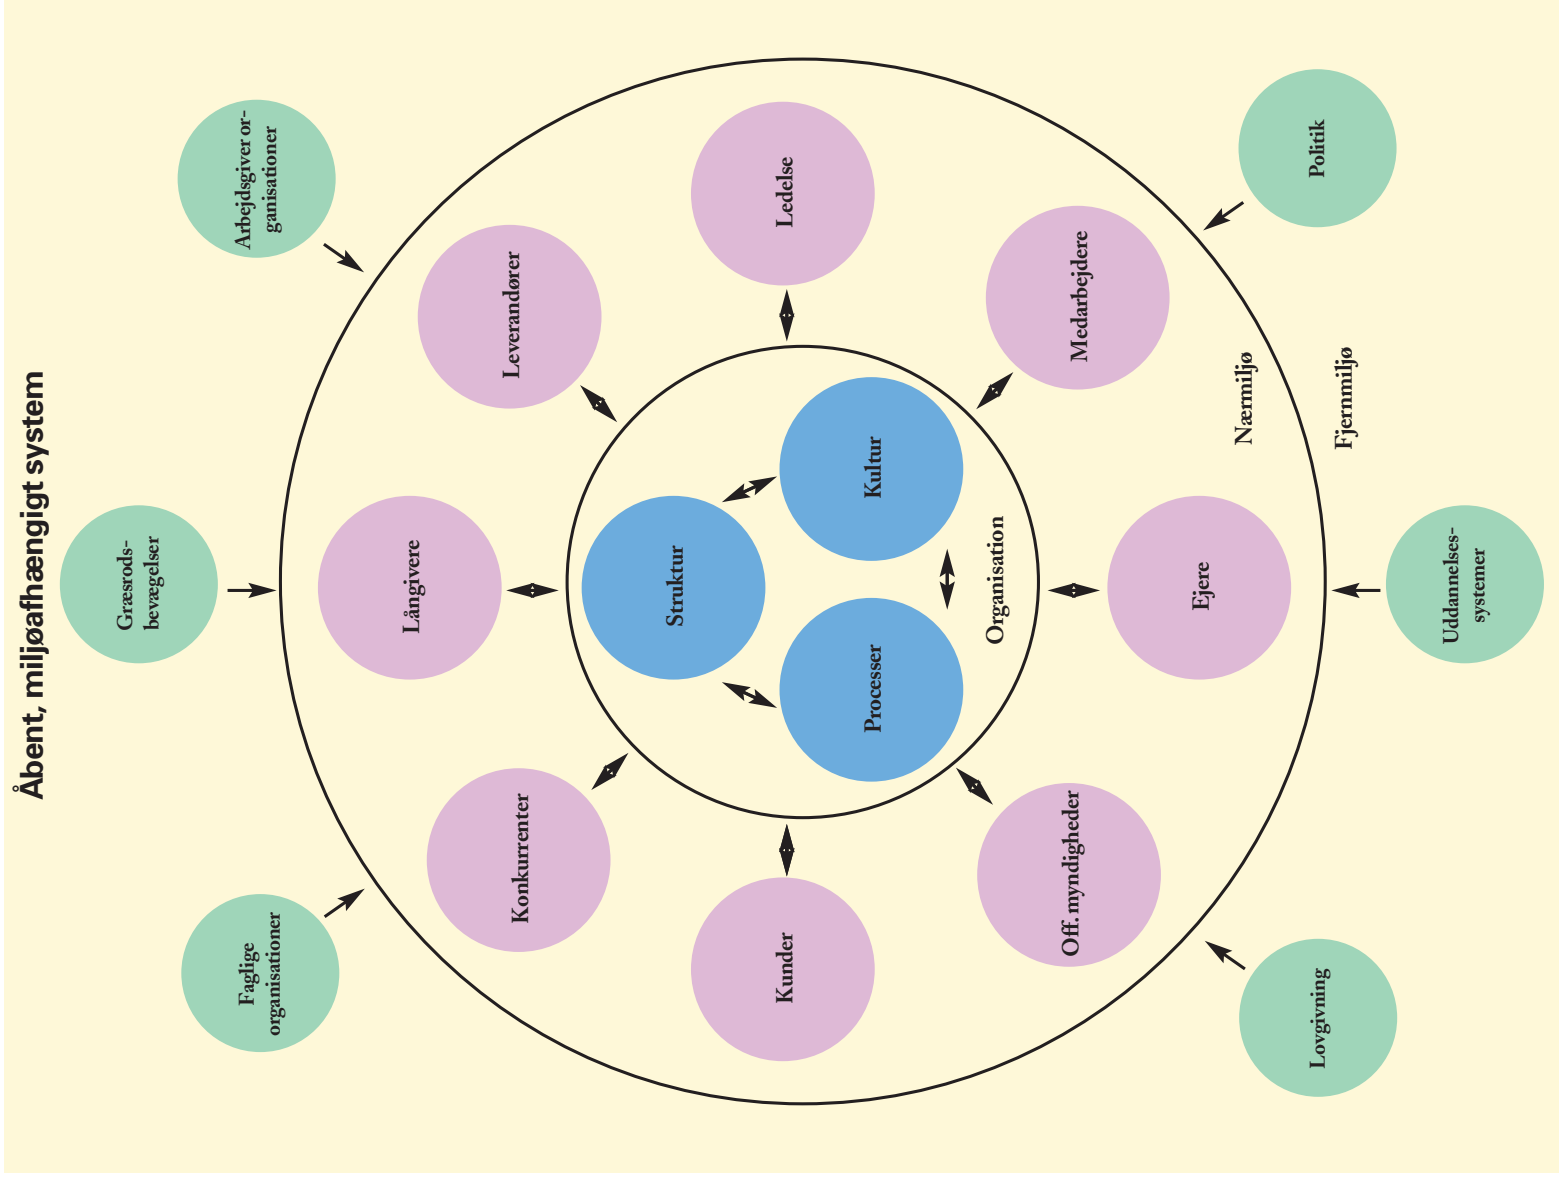 Åbent, miljøafhængigt system
Græsrods-
bevægelser
Faglige
organisationer
Arbejdsgiver or-
ganisationer
Långivere
Konkurrenter
Leverandører
Struktur
Kunder
Ledelse
Processer
Kultur
Organisation
Off. myndigheder
Medarbejdere
Ejere
Nærmiljø
Lovgivning
Politik
Fjernmiljø
Uddannelses-
systemer